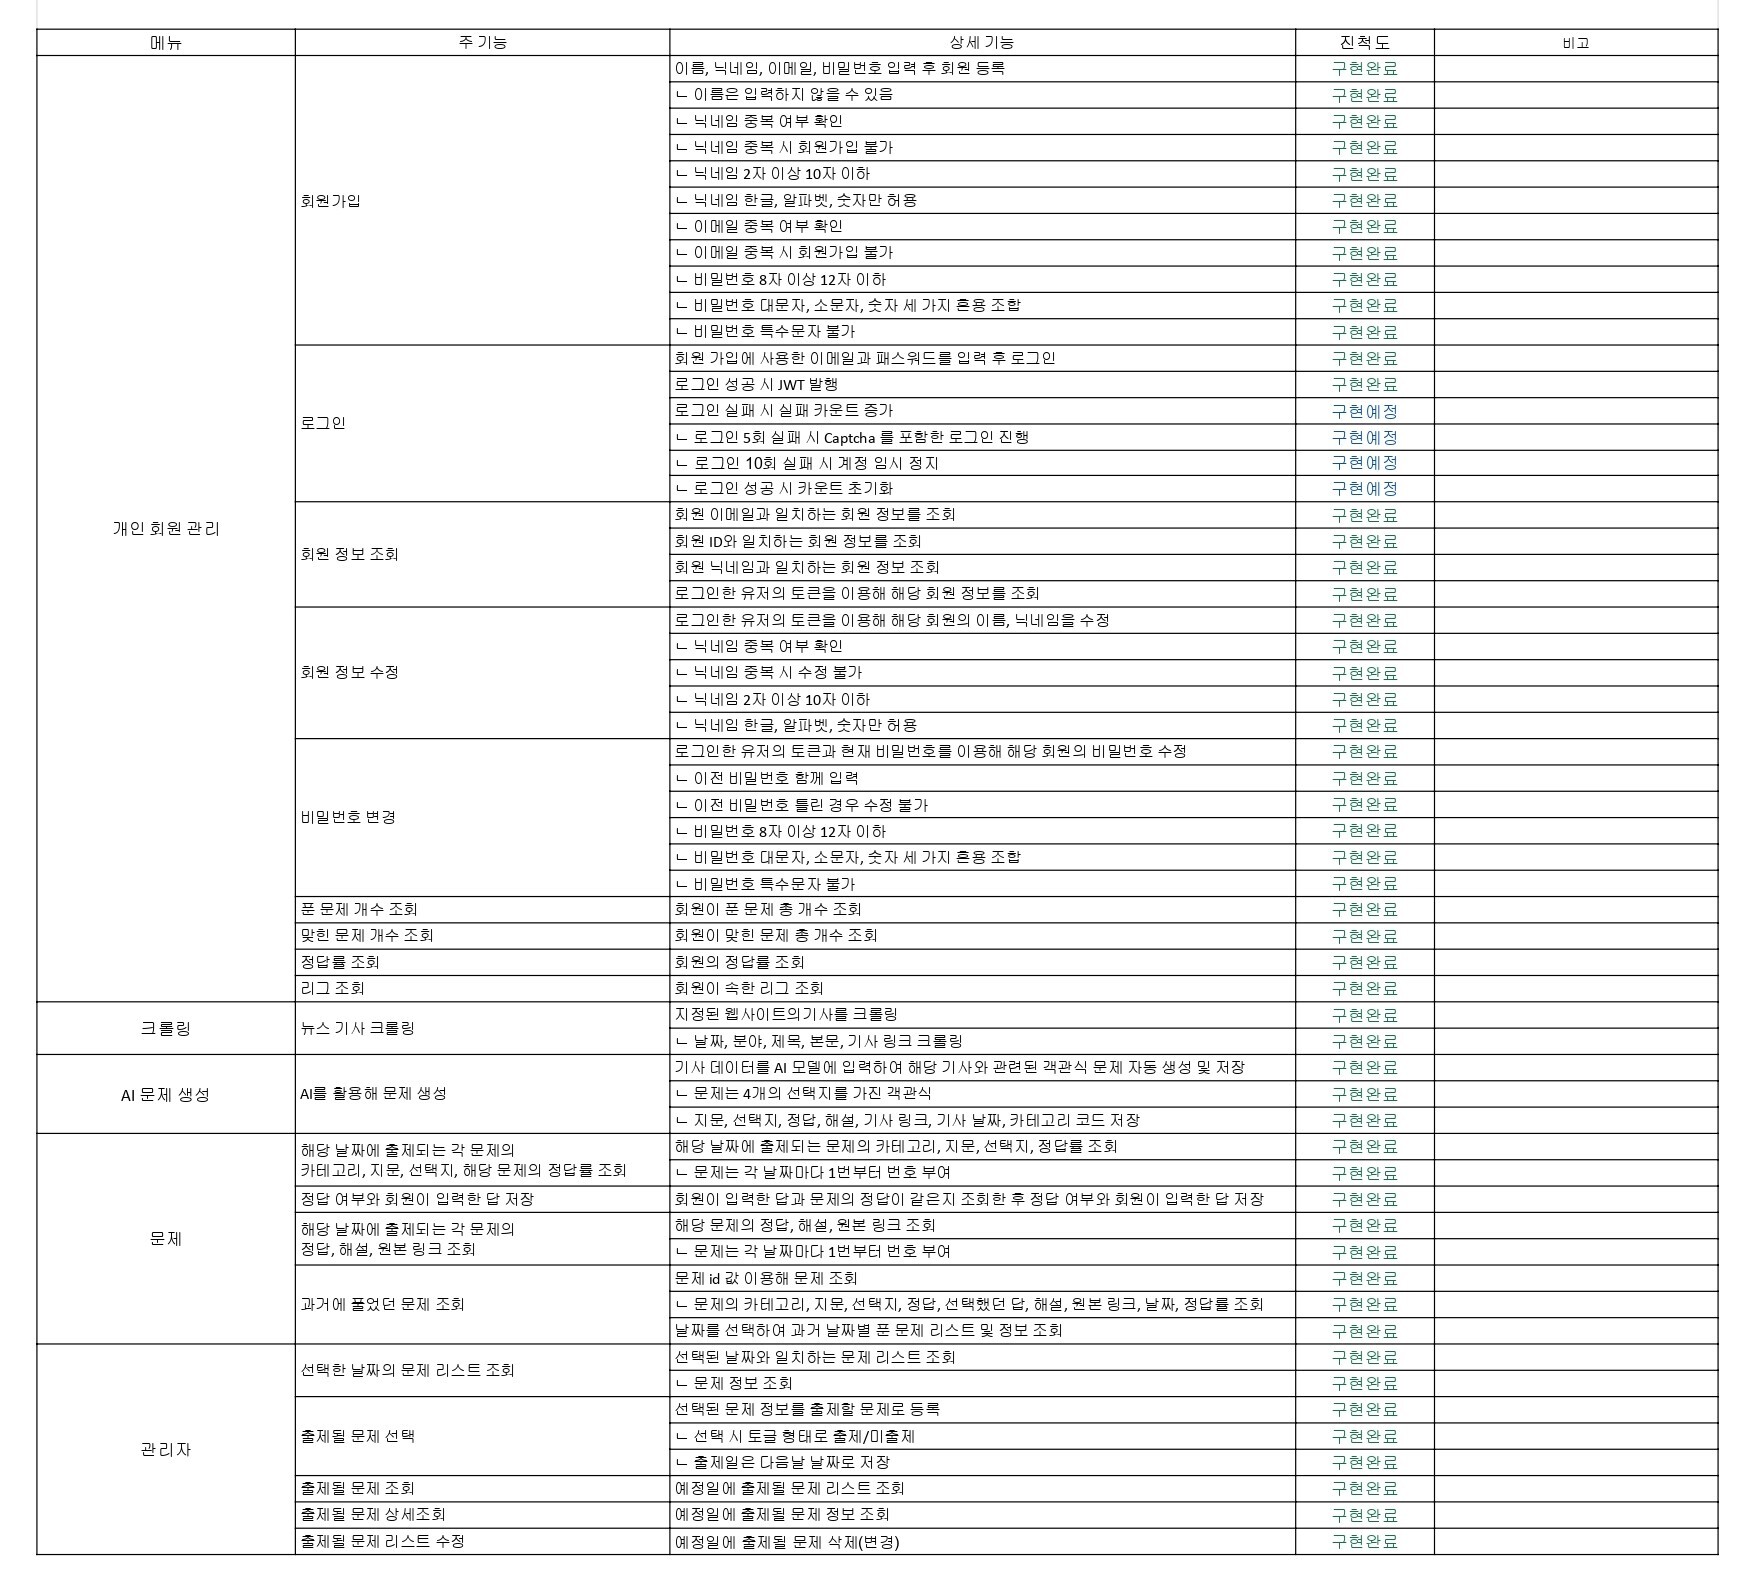 메뉴 주 기능 상세 기능 진척도 비고
개인 회원 관리
회원가입
이름, 닉네임, 이메일, 비밀번호 입력 후 회원 등록 구현완료
ㄴ 이름은 입력하지 않을 수 있음 구현완료
ㄴ 닉네임 중복 여부 확인 구현완료
ㄴ 닉네임 중복 시 회원가입 불가 구현완료
ㄴ 닉네임 2자 이상 10자 이하 구현완료
ㄴ 닉네임 한글, 알파벳, 숫자만 허용 구현완료
ㄴ 이메일 중복 여부 확인 구현완료
ㄴ 이메일 중복 시 회원가입 불가 구현완료
ㄴ 비밀번호 8자 이상 12자 이하 구현완료
ㄴ 비밀번호 대문자, 소문자, 숫자 세 가지 혼용 조합 구현완료
ㄴ 비밀번호 특수문자 불가 구현완료
로그인
회원 가입에 사용한 이메일과 패스워드를 입력 후 로그인 구현완료
로그인 성공 시 JWT 발행 구현완료
로그인 실패 시 실패 카운트 증가 구현예정
ㄴ 로그인 5회 실패 시 Captcha 를 포함한 로그인 진행 구현예정
ㄴ 로그인 10회 실패 시 계정 임시 정지 구현예정
ㄴ 로그인 성공 시 카운트 초기화 구현예정
회원 정보 조회
회원 이메일과 일치하는 회원 정보를 조회 구현완료
회원 ID와 일치하는 회원 정보를 조회 구현완료
회원 닉네임과 일치하는 회원 정보 조회 구현완료
로그인한 유저의 토큰을 이용해 해당 회원 정보를 조회 구현완료
회원 정보 수정
로그인한 유저의 토큰을 이용해 해당 회원의 이름, 닉네임을 수정 구현완료
ㄴ 닉네임 중복 여부 확인 구현완료
ㄴ 닉네임 중복 시 수정 불가 구현완료
ㄴ 닉네임 2자 이상 10자 이하 구현완료
ㄴ 닉네임 한글, 알파벳, 숫자만 허용 구현완료
비밀번호 변경
로그인한 유저의 토큰과 현재 비밀번호를 이용해 해당 회원의 비밀번호 수정 구현완료
ㄴ 이전 비밀번호 함께 입력 구현완료
ㄴ 이전 비밀번호 틀린 경우 수정 불가 구현완료
ㄴ 비밀번호 8자 이상 12자 이하 구현완료
ㄴ 비밀번호 대문자, 소문자, 숫자 세 가지 혼용 조합 구현완료
ㄴ 비밀번호 특수문자 불가 구현완료
푼 문제 개수 조회 회원이 푼 문제 총 개수 조회 구현완료
맞힌 문제 개수 조회 회원이 맞힌 문제 총 개수 조회 구현완료
정답률 조회 회원의 정답률 조회 구현완료
리그 조회 회원이 속한 리그 조회 구현완료
크롤링
뉴스 기사 크롤링
지정된 웹사이트의기사를 크롤링 구현완료
ㄴ 날짜, 분야, 제목, 본문, 기사 링크 크롤링 구현완료
AI 문제 생성
AI를 활용해 문제 생성
기사 데이터를 AI 모델에 입력하여 해당 기사와 관련된 객관식 문제 자동 생성 및 저장 구현완료
ㄴ 문제는 4개의 선택지를 가진 객관식 구현완료
ㄴ 지문, 선택지, 정답, 해설, 기사 링크, 기사 날짜, 카테고리 코드 저장 구현완료
문제
해당 날짜에 출제되는 각 문제의
카테고리, 지문, 선택지, 해당 문제의 정답률 조회
해당 날짜에 출제되는 문제의 카테고리, 지문, 선택지, 정답률 조회 구현완료
ㄴ 문제는 각 날짜마다 1번부터 번호 부여 구현완료
정답 여부와 회원이 입력한 답 저장 회원이 입력한 답과 문제의 정답이 같은지 조회한 후 정답 여부와 회원이 입력한 답 저장 구현완료
해당 날짜에 출제되는 각 문제의
정답, 해설, 원본 링크 조회
해당 문제의 정답, 해설, 원본 링크 조회 구현완료
ㄴ 문제는 각 날짜마다 1번부터 번호 부여 구현완료
과거에 풀었던 문제 조회
문제 id 값 이용해 문제 조회 구현완료
ㄴ 문제의 카테고리, 지문, 선택지, 정답, 선택했던 답, 해설, 원본 링크, 날짜, 정답률 조회 구현완료
날짜를 선택하여 과거 날짜별 푼 문제 리스트 및 정보 조회 구현완료
관리자
선택한 날짜의 문제 리스트 조회
선택된 날짜와 일치하는 문제 리스트 조회 구현완료
ㄴ 문제 정보 조회 구현완료
출제될 문제 선택
선택된 문제 정보를 출제할 문제로 등록 구현완료
ㄴ 선택 시 토글 형태로 출제/미출제 구현완료
ㄴ 출제일은 다음날 날짜로 저장 구현완료
출제될 문제 조회 예정일에 출제될 문제 리스트 조회 구현완료
출제될 문제 상세조회 예정일에 출제될 문제 정보 조회 구현완료
출제될 문제 리스트 수정 예정일에 출제될 문제 삭제(변경) 구현완료